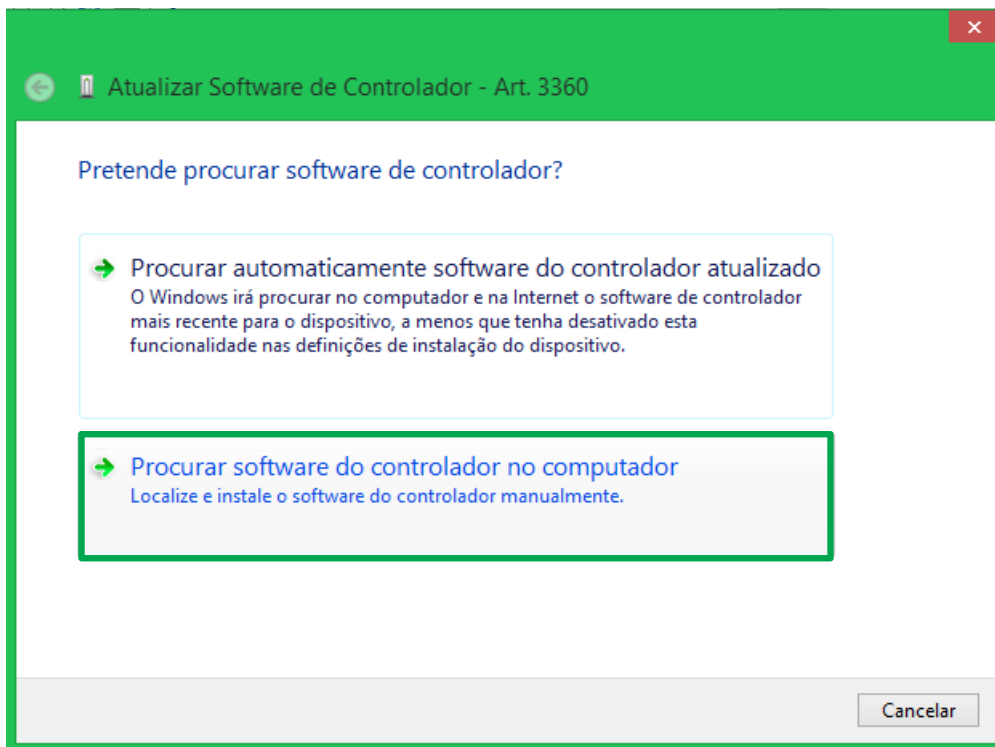 Atualizar Software de Controlador - Art. 3360
Pretende procurar software de controlador?
Procurar automaticamente software do controlador atualizado
O Windows irá procurar no computador e na Internet o software de controlador
mais recente para o dispositivo, a menos que tenha desativado esta
funcionalidade nas definições de instalação do dispositivo.
Procurar software do controlador no computador
Localize e instale o software do controlador manualmente.
Cancelar